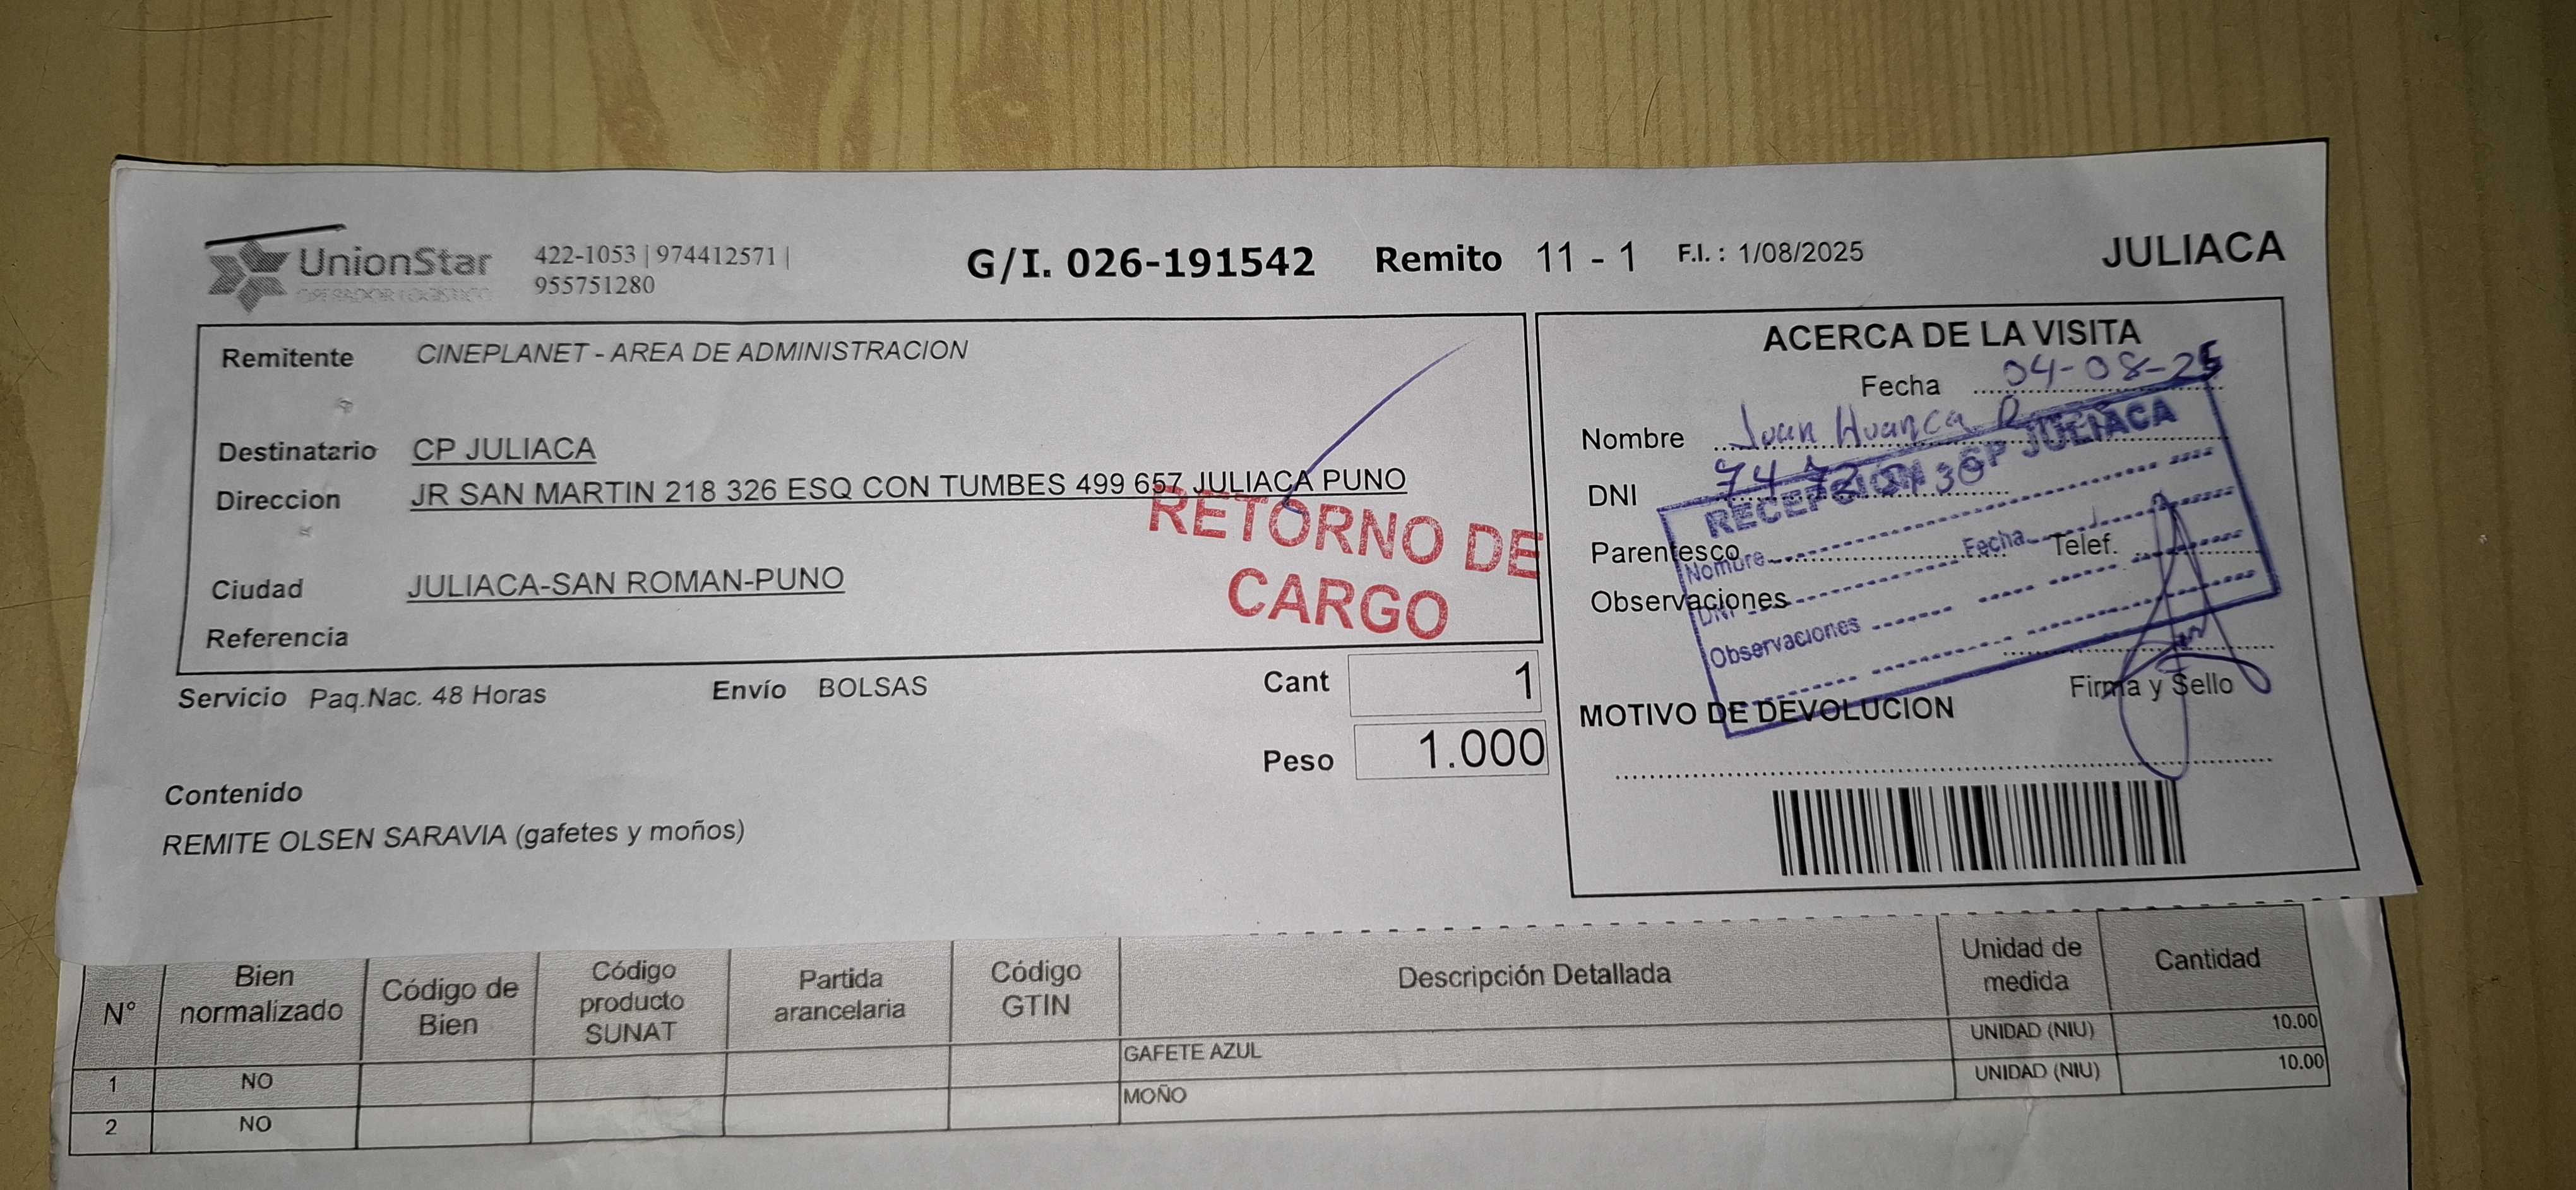 UnionStar
OPERADOR LOGISTICO
422-1053 | 974412571 |
955751280
G/I. 026-191542 Remito 11 - 1 F.I. : 1/08/2025
JULIACA
Remitente CINEPLANET - AREA DE ADMINISTRACION
Destinatario CP JULIACA
Direccion JR SAN MARTIN 218 326 ESQ CON TUMBES 499 657 JULIACA PUNO
Ciudad JULIACA-SAN ROMAN-PUNO
Referencia
RETORNO DE
CARGO
Servicio Paq.Nac. 48 Horas Envío BOLSAS
Cant 1
Peso 1.000
Contenido
REMITE OLSEN SARAVIA (gafetes y moños)
ACERCA DE LA VISITA
Fecha 04-08-25
Nombre Juan Huanca
DNI
Parentesco Telef.
Observaciones
Firma y Sello
MOTIVO DE DEVOLUCION
RECEPCION CP JULIACA
Nombre Fecha
DNI
Observaciones
N° Bien normalizado Código de Bien Código producto SUNAT Partida arancelaria Código GTIN Descripción Detallada Unidad de medida Cantidad
1 NO GAFETE AZUL UNIDAD (NIU) 10.00
2 NO MOÑO UNIDAD (NIU) 10.00